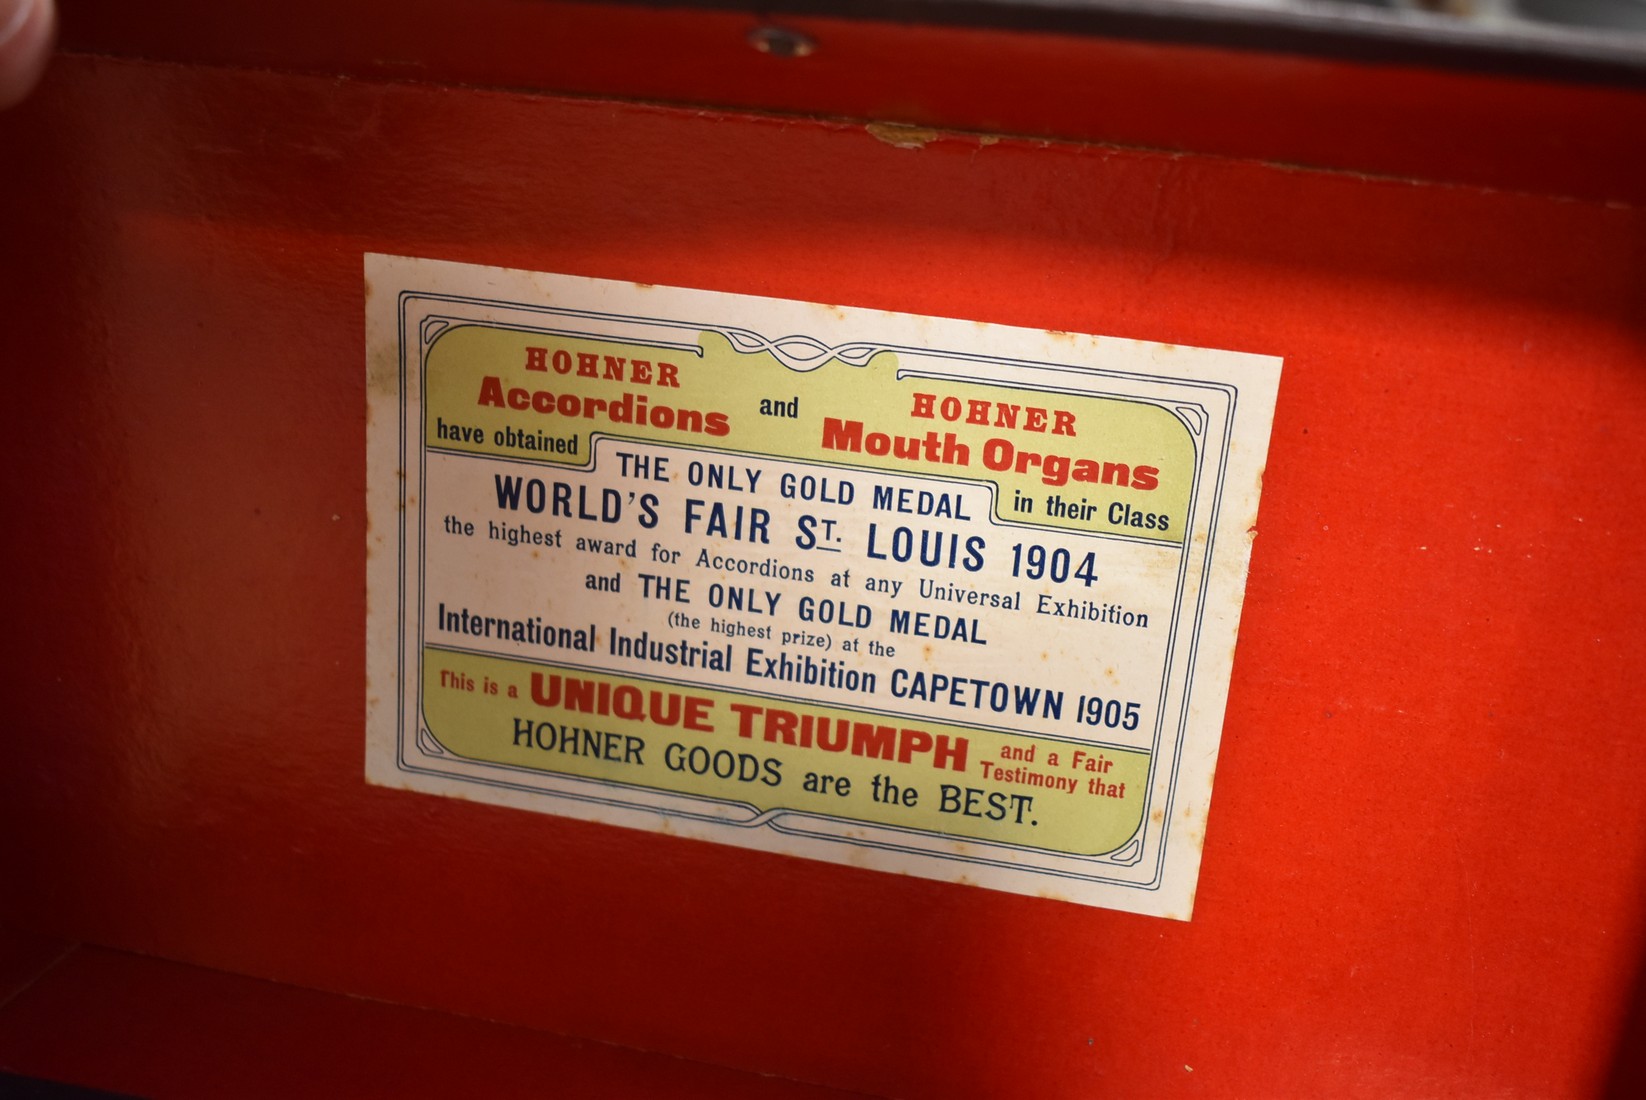 HOHNER
Accordions
and
HOHNER
Mouth Organs
have obtained
THE ONLY GOLD MEDAL
in their Class
WORLD'S FAIR ST. LOUIS 1904
the highest award for Accordions at any Universal Exhibition
and THE ONLY GOLD MEDAL
(the highest prize) at the
International Industrial Exhibition CAPETOWN 1905
This is a UNIQUE TRIUMPH and a Fair
Testimony that
HOHNER GOODS are the BEST.